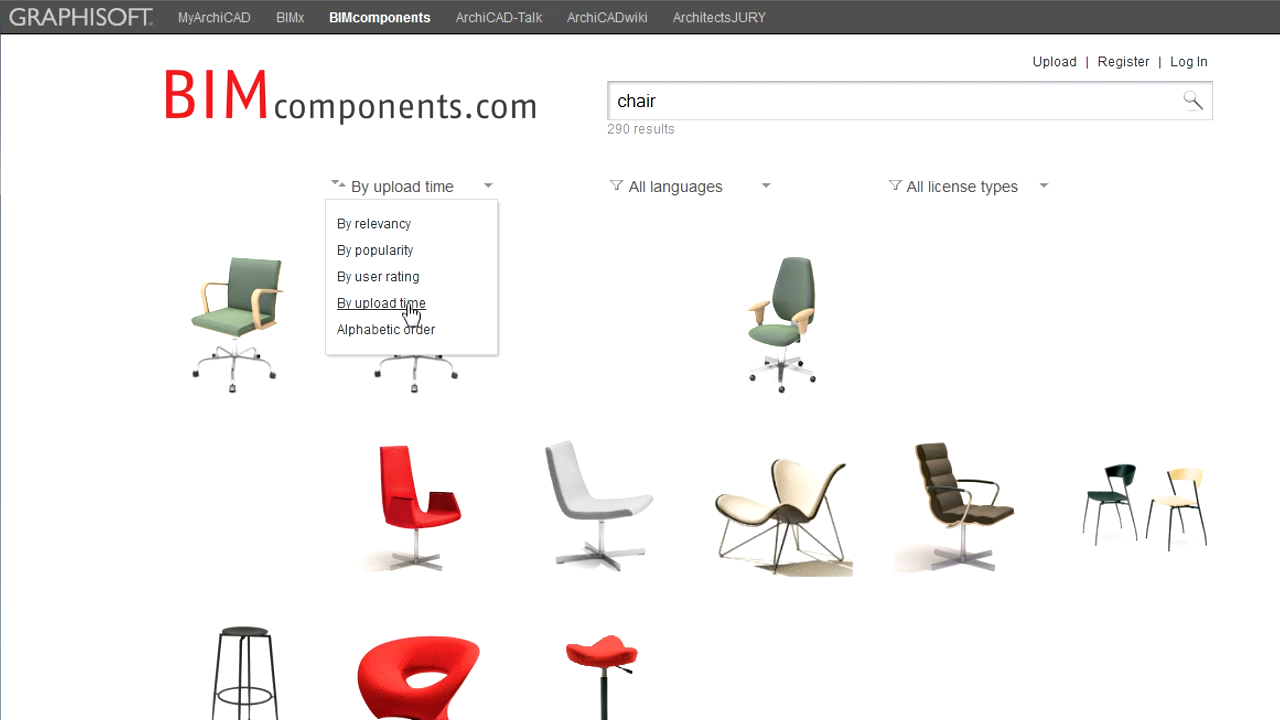 GRAPHISOFT. MyArchiCAD BIMx BIMcomponents ArchiCAD-Talk ArchiCADwiki ArchitectsJURY
Upload | Register | Log In
BIMcomponents.com
chair
290 results
By upload time All languages All license types
By relevancy
By popularity
By user rating
By upload time
Alphabetic order